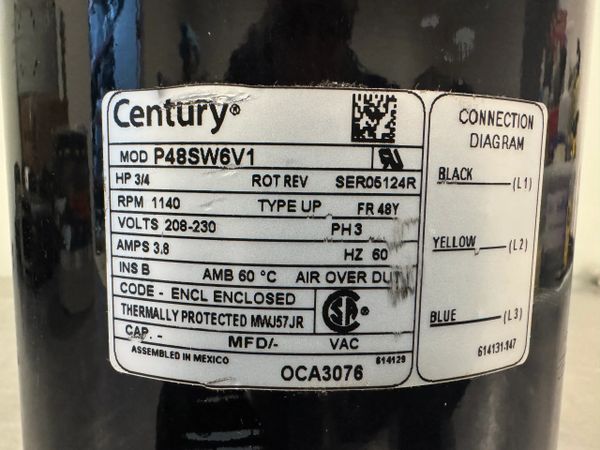 Century®
MOD P48SW6V1
HP 3/4 ROT REV SER05124R
RPM 1140 TYPE UP FR 48Y
VOLTS 208-230 PH 3
AMPS 3.8 HZ 60
INS B AMB 60 °C AIR OVER DUTY
CODE - ENCL ENCLOSED
THERMALLY PROTECTED MWJ57JR
CAP. - MFD/- VAC
ASSEMBLED IN MEXICO 614129
OCA3076
CONNECTION
DIAGRAM
BLACK (L1)
YELLOW (L2)
BLUE (L3)
614131-147